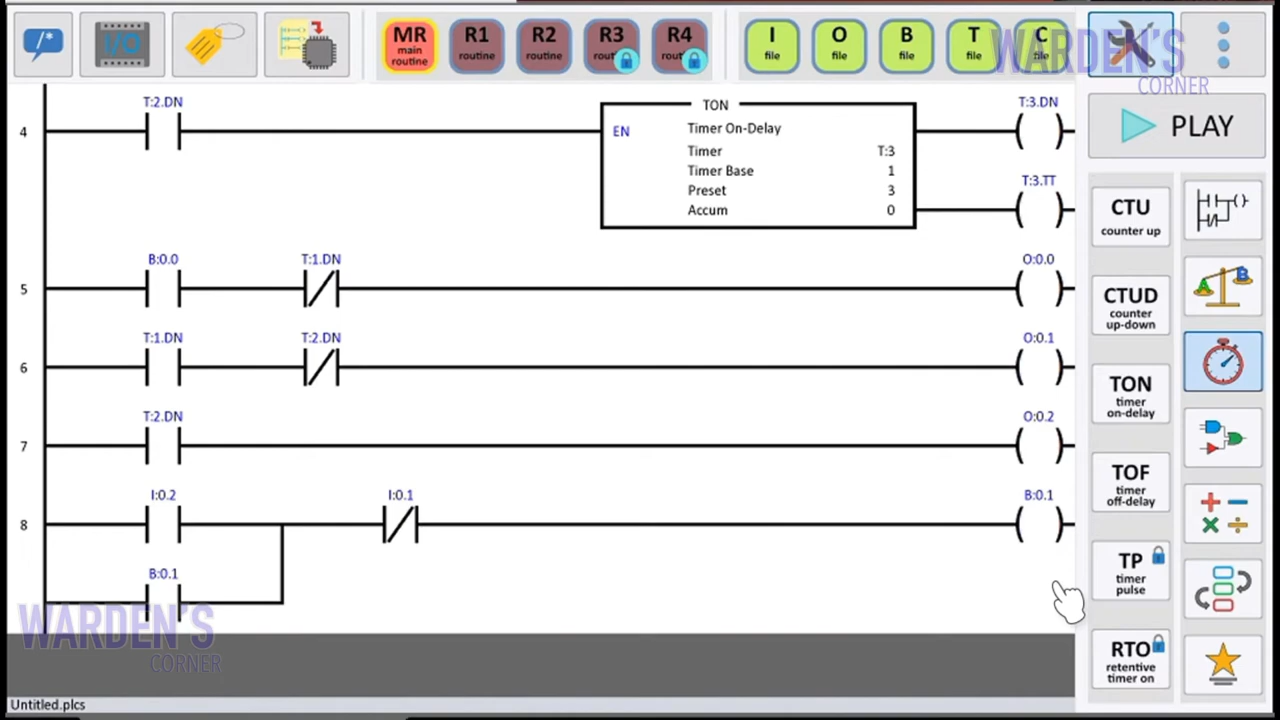 /*
I/O
MR
main
routine
R1
routine
R2
routine
R3
R4
I
file
O
file
B
file
T
file
C
file
WARDEN'S
CORNER
PLAY
4
T:2.DN
TON
EN
Timer On-Delay
Timer T:3
Timer Base 1
Preset 3
Accum 0
T:3.DN
T:3.TT
5
B:0.0
T:1.DN
O:0.0
6
T:1.DN
T:2.DN
O:0.1
7
T:2.DN
O:0.2
8
I:0.2
I:0.1
B:0.1
B:0.1
CTU
counter up
CTUD
counter
up-down
TON
timer
on-delay
TOF
timer
off-delay
TP
timer
pulse
RTO
retentive
timer on
A
B
WARDEN'S
CORNER
Untitled.plcs